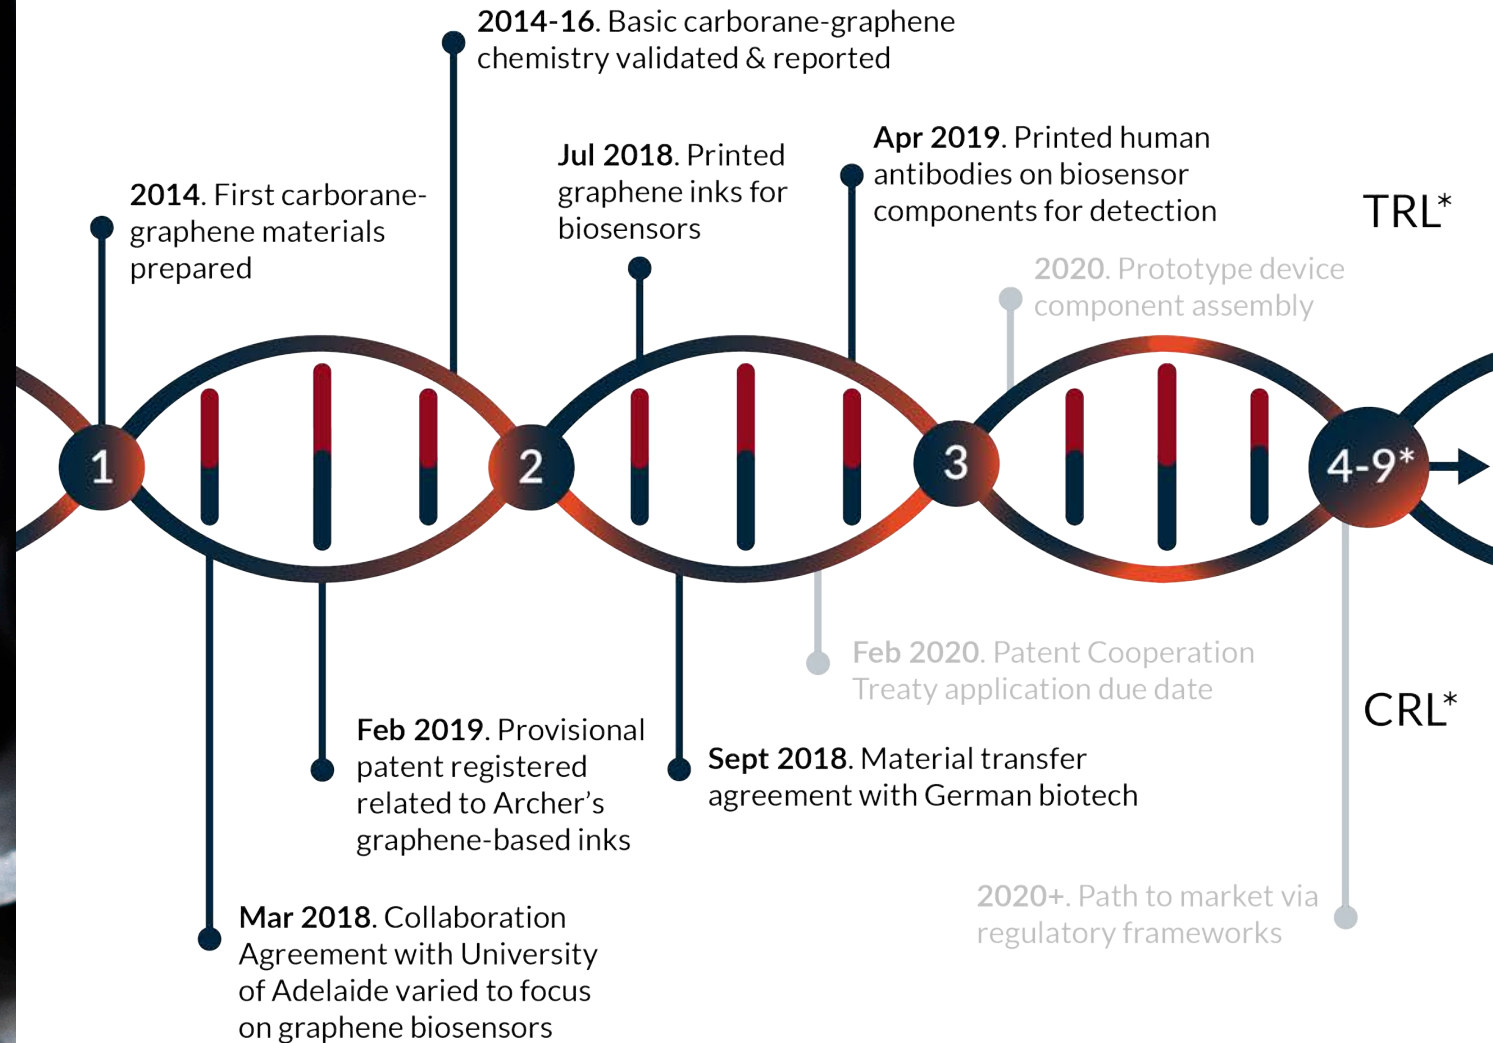 2014-16. Basic carborane-graphene
chemistry validated & reported
2014. First carborane-
graphene materials
prepared
Jul 2018. Printed
graphene inks for
biosensors
Apr 2019. Printed human
antibodies on biosensor
components for detection
TRL*
2020. Prototype device
component assembly
1
2
3
4-9*
Feb 2020. Patent Cooperation
Treaty application due date
CRL*
Feb 2019. Provisional
patent registered
related to Archer’s
graphene-based inks
Sept 2018. Material transfer
agreement with German biotech
Mar 2018. Collaboration
Agreement with University
of Adelaide varied to focus
on graphene biosensors
2020+. Path to market via
regulatory frameworks